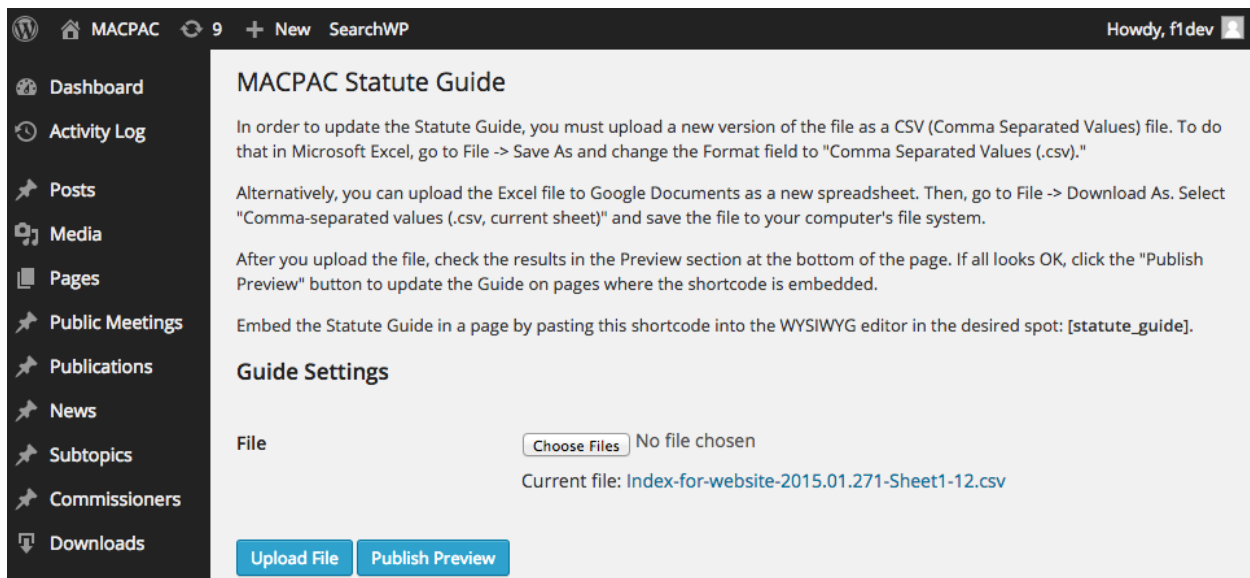 MACPAC 9 New SearchWP Howdy, f1dev
Dashboard
Activity Log
Posts
Media
Pages
Public Meetings
Publications
News
Subtopics
Commissioners
Downloads
MACPAC Statute Guide
In order to update the Statute Guide, you must upload a new version of the file as a CSV (Comma Separated Values) file. To do
that in Microsoft Excel, go to File -> Save As and change the Format field to "Comma Separated Values (.csv)."
Alternatively, you can upload the Excel file to Google Documents as a new spreadsheet. Then, go to File -> Download As. Select
"Comma-separated values (.csv, current sheet)" and save the file to your computer's file system.
After you upload the file, check the results in the Preview section at the bottom of the page. If all looks OK, click the "Publish
Preview" button to update the Guide on pages where the shortcode is embedded.
Embed the Statute Guide in a page by pasting this shortcode into the WYSIWYG editor in the desired spot: [statute_guide].
Guide Settings
File
Choose Files No file chosen
Current file: Index-for-website-2015.01.271-Sheet1-12.csv
Upload File Publish Preview